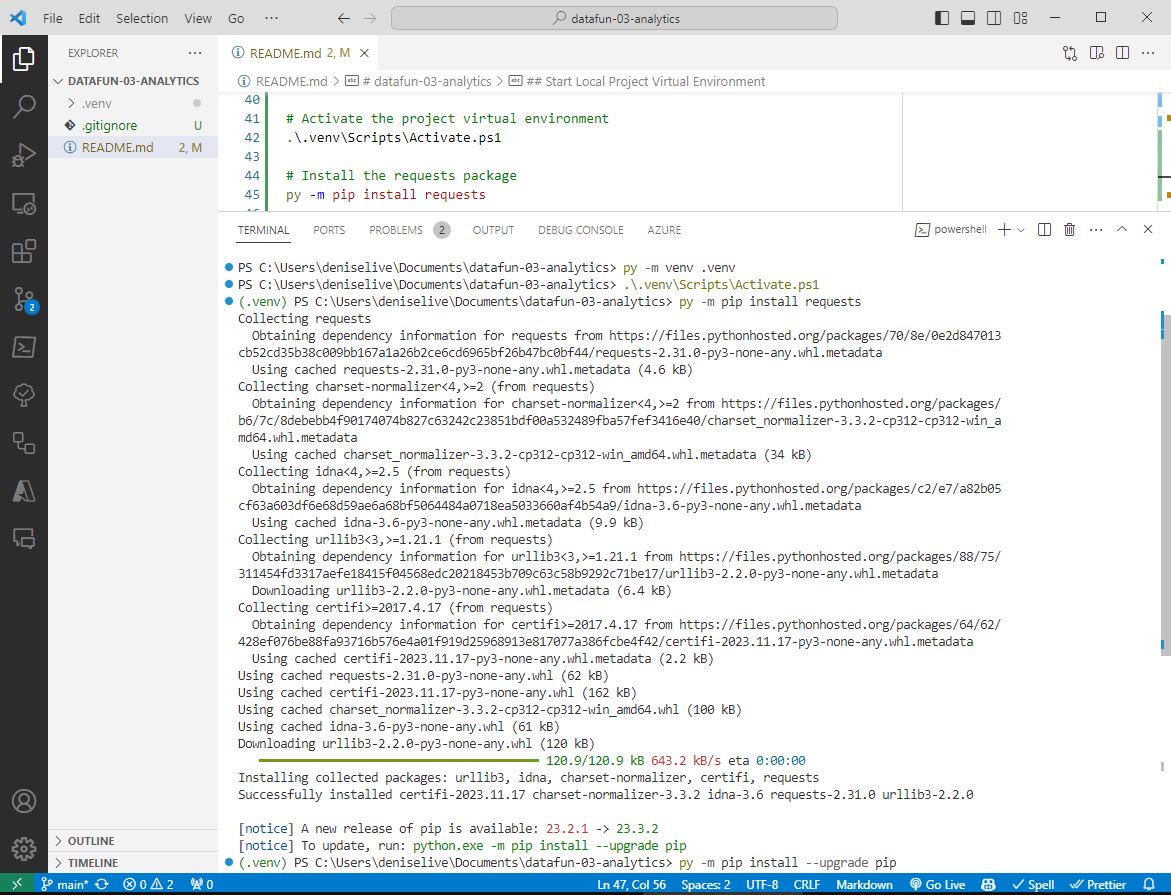 File Edit Selection View Go ··· datafun-03-analytics
EXPLORER ···
DATAFUN-03-ANALYTICS
.venv
.gitignore U
README.md 2, M
OUTLINE
TIMELINE
README.md 2, M
README.md > # datafun-03-analytics > ## Start Local Project Virtual Environment
40
41 # Activate the project virtual environment
42 .\.venv\Scripts\Activate.ps1
43
44 # Install the requests package
45 py -m pip install requests
TERMINAL PORTS PROBLEMS 2 OUTPUT DEBUG CONSOLE AZURE powershell
PS C:\Users\deniselive\Documents\datafun-03-analytics> py -m venv .venv
PS C:\Users\deniselive\Documents\datafun-03-analytics> .\.venv\Scripts\Activate.ps1
(.venv) PS C:\Users\deniselive\Documents\datafun-03-analytics> py -m pip install requests
Collecting requests
Obtaining dependency information for requests from https://files.pythonhosted.org/packages/70/8e/0e2d847013
cb52cd35b38c009bb167a1a26b2ce6cd6965bf26b47bc0bf44/requests-2.31.0-py3-none-any.whl.metadata
Using cached requests-2.31.0-py3-none-any.whl.metadata (4.6 kB)
Collecting charset-normalizer<4,>=2 (from requests)
Obtaining dependency information for charset-normalizer<4,>=2 from https://files.pythonhosted.org/packages/
b6/7c/8debebb4f90174074b827c63242c23851bdf00a532489fba57fef3416e40/charset_normalizer-3.3.2-cp312-cp312-win_a
md64.whl.metadata
Using cached charset_normalizer-3.3.2-cp312-cp312-win_amd64.whl.metadata (34 kB)
Collecting idna<4,>=2.5 (from requests)
Obtaining dependency information for idna<4,>=2.5 from https://files.pythonhosted.org/packages/c2/e7/a82b05
cf63a603df6e68d59ae6a68bf5064484a0718ea5033660af4b54a9/idna-3.6-py3-none-any.whl.metadata
Using cached idna-3.6-py3-none-any.whl.metadata (9.9 kB)
Collecting urllib3<3,>=1.21.1 (from requests)
Obtaining dependency information for urllib3<3,>=1.21.1 from https://files.pythonhosted.org/packages/88/75/
311454fd3317aefe18415f04568edc20218453b709c63c58b9292c71be17/urllib3-2.2.0-py3-none-any.whl.metadata
Downloading urllib3-2.2.0-py3-none-any.whl.metadata (6.4 kB)
Collecting certifi>=2017.4.17 (from requests)
Obtaining dependency information for certifi>=2017.4.17 from https://files.pythonhosted.org/packages/64/62/
428ef076be88fa93716b576e4a01f919d25968913e817077a386fcbe4f42/certifi-2023.11.17-py3-none-any.whl.metadata
Using cached certifi-2023.11.17-py3-none-any.whl.metadata (2.2 kB)
Using cached requests-2.31.0-py3-none-any.whl (62 kB)
Using cached certifi-2023.11.17-py3-none-any.whl (162 kB)
Using cached charset_normalizer-3.3.2-cp312-cp312-win_amd64.whl (100 kB)
Using cached idna-3.6-py3-none-any.whl (61 kB)
Downloading urllib3-2.2.0-py3-none-any.whl (120 kB)
120.9/120.9 kB 643.2 kB/s eta 0:00:00
Installing collected packages: urllib3, idna, charset-normalizer, certifi, requests
Successfully installed certifi-2023.11.17 charset-normalizer-3.3.2 idna-3.6 requests-2.31.0 urllib3-2.2.0
[notice] A new release of pip is available: 23.2.1 -> 23.3.2
[notice] To update, run: python.exe -m pip install --upgrade pip
(.venv) PS C:\Users\deniselive\Documents\datafun-03-analytics> py -m pip install --upgrade pip
2
main* 0 2 0 Ln 47, Col 56 Spaces: 2 UTF-8 CRLF Markdown Go Live Spell Prettier